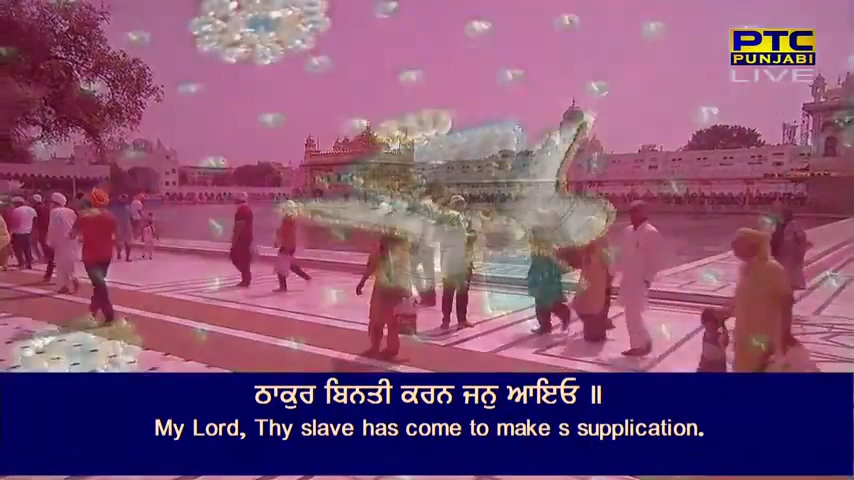 PTC
PUNJABI
LIVE
ਠਾਕੁਰ ਬਿਨਤੀ ਕਰਨ ਜਨੁ ਆਇਓ ॥
My Lord, Thy slave has come to make s supplication.